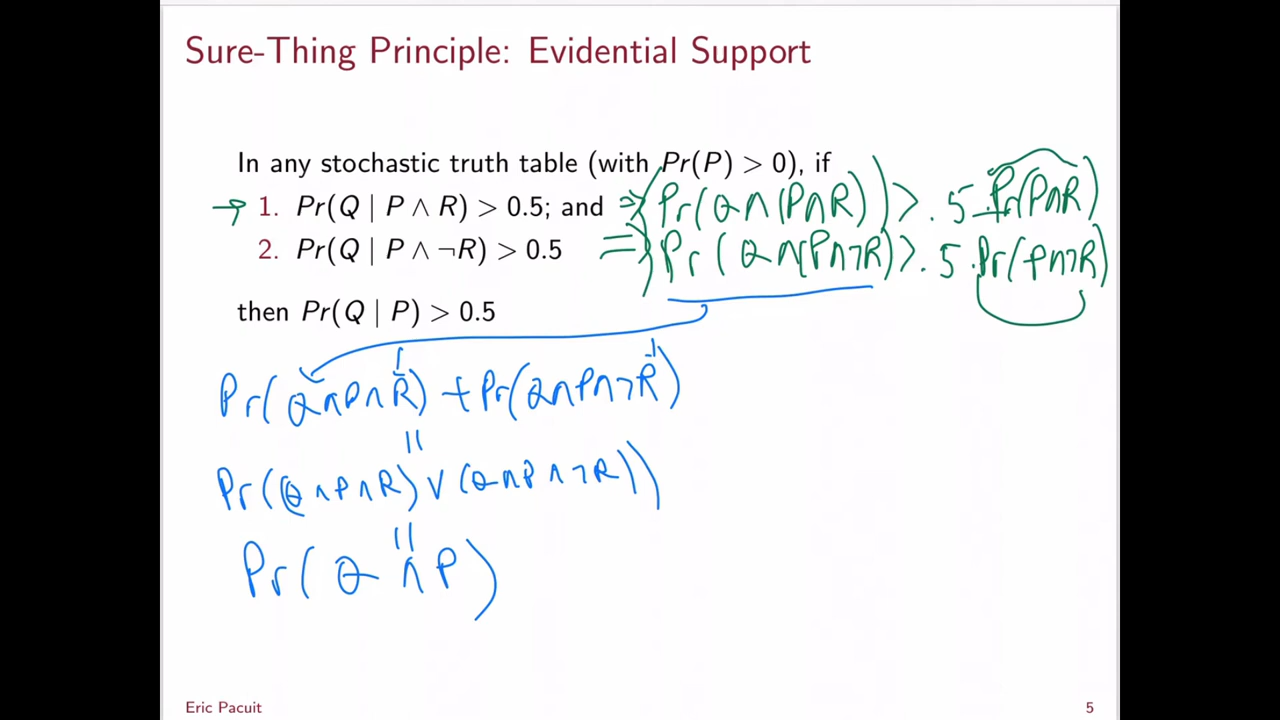 Sure-Thing Principle: Evidential Support
In any stochastic truth table (with Pr(P) > 0), if
1. Pr(Q | P ∧ R) > 0.5; and ⇒ Pr(Q ∧ (P ∧ R)) > .5 · Pr(P ∧ R)
2. Pr(Q | P ∧ ¬R) > 0.5 ⇒ Pr(Q ∧ (P ∧ ¬R)) > .5 · Pr(P ∧ ¬R)
then Pr(Q | P) > 0.5
Pr(Q ∧ P ∧ R) + Pr(Q ∧ P ∧ ¬R)
=
Pr((Q ∧ P ∧ R) ∨ (Q ∧ P ∧ ¬R))
=
Pr(Q ∧ P)
Eric Pacuit 5